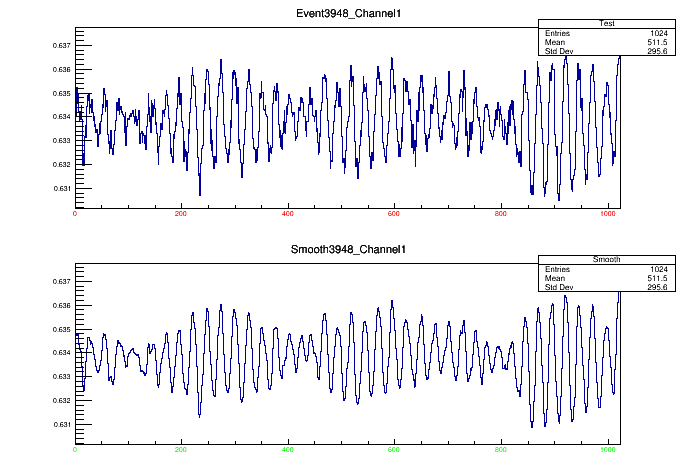 Event3948_Channel1
Test
Entries 1024
Mean 511.5
Std Dev 295.6
0.637
0.636
0.635
0.634
0.633
0.632
0.631
0 200 400 600 800 1000
Smooth3948_Channel1
Smooth
Entries 1024
Mean 511.5
Std Dev 295.6
0.637
0.636
0.635
0.634
0.633
0.632
0.631
0 200 400 600 800 1000